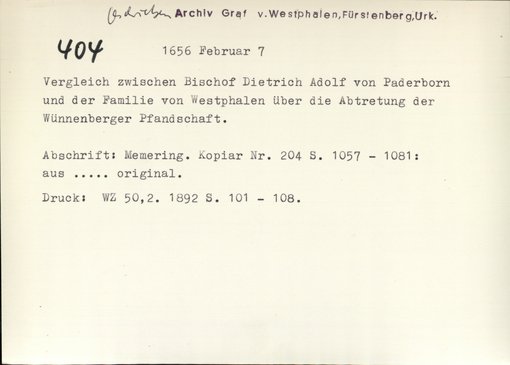 Archiv Graf v.Westphalen,Fürstenberg,Urk.
404
1656 Februar 7
Vergleich zwischen Bischof Dietrich Adolf von Paderborn
und der Familie von Westphalen über die Abtretung der
Wünnenberger Pfandschaft.
Abschrift: Memering. Kopiar Nr. 204 S. 1057 - 1081:
aus ..... original.
Druck: WZ 50,2. 1892 S. 101 - 108.